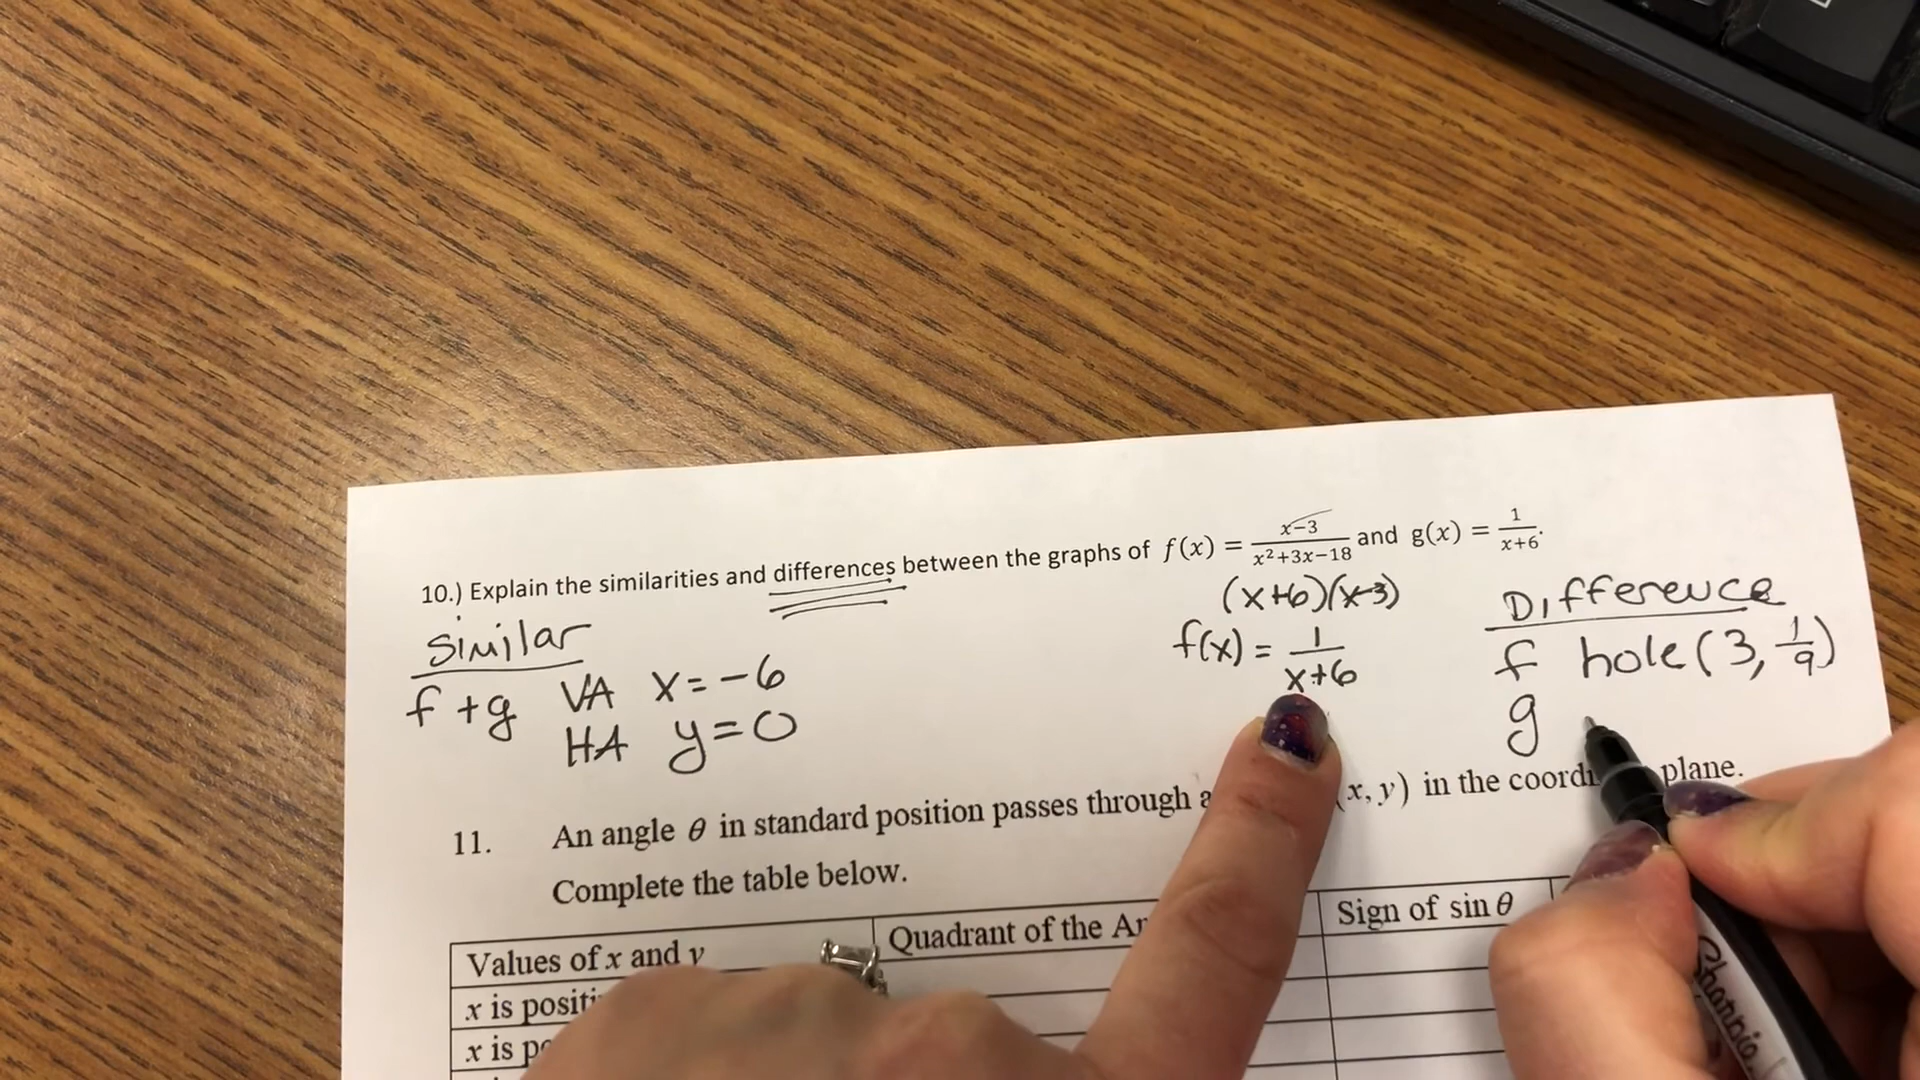 10.) Explain the similarities and differences between the graphs of f(x) = x−3 / x²+3x−18 and g(x) = 1 / x+6.
(x+6)(x-3)
f(x) = 1 / x+6
Similar
f + g VA x = -6
HA y = 0
Difference
f hole (3, 1/9)
g
11. An angle θ in standard position passes through a (x, y) in the coordi plane.
Complete the table below.
Values of x and y Quadrant of the An Sign of sin θ
x is positi
x is po
Sharpie